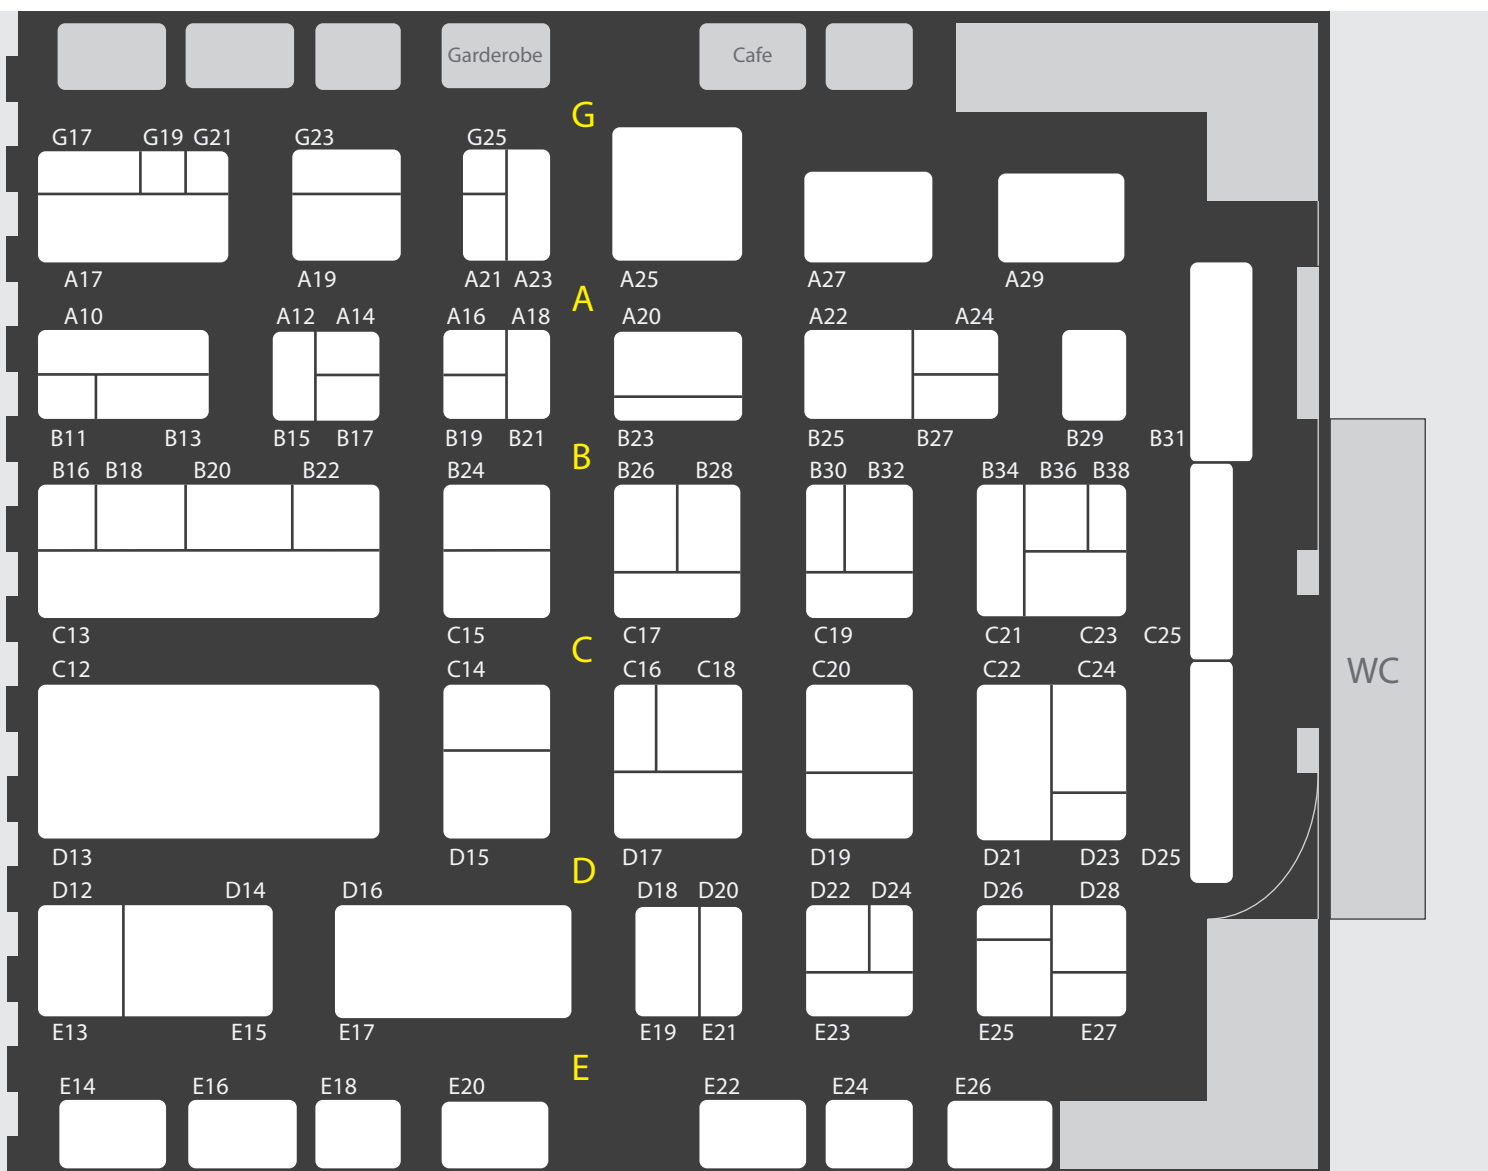 Garderobe Cafe
G
G17 G19 G21 G23 G25
A17 A19 A21 A23 A25 A27 A29
A
A10 A12 A14 A16 A18 A20 A22 A24
B11 B13 B15 B17 B19 B21 B23 B25 B27 B29 B31
B
B16 B18 B20 B22 B24 B26 B28 B30 B32 B34 B36 B38
C13 C15 C17 C19 C21 C23 C25
C
C12 C14 C16 C18 C20 C22 C24
WC
D13 D15 D17 D19 D21 D23 D25
D
D12 D14 D16 D18 D20 D22 D24 D26 D28
E13 E15 E17 E19 E21 E23 E25 E27
E
E14 E16 E18 E20 E22 E24 E26